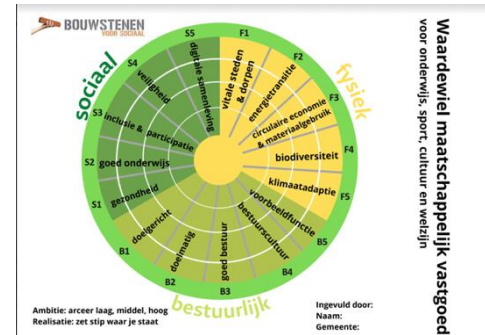 BOUWSTENEN
VOOR SOCIAAL
Waardewiel maatschappelijk vastgoed
voor onderwijs, sport, cultuur en welzijn
sociaal
fysiek
bestuurlijk
F1
vitale steden
& dorpen
F2
energietransitie
F3
circulaire economie
& materiaalgebruik
F4
biodiversiteit
F5
klimaatadaptie
B5
voorbeeldfunctie
B4
bestuurscultuur
B3
goed bestuur
B2
doelmatig
B1
doelgericht
S1
gezondheid
S2
goed onderwijs
S3
inclusie & participatie
S4
veiligheid
S5
digitale samenleving
Ambitie: arceer laag, middel, hoog
Realisatie: zet stip waar je staat
Ingevuld door:
Naam:
Gemeente: